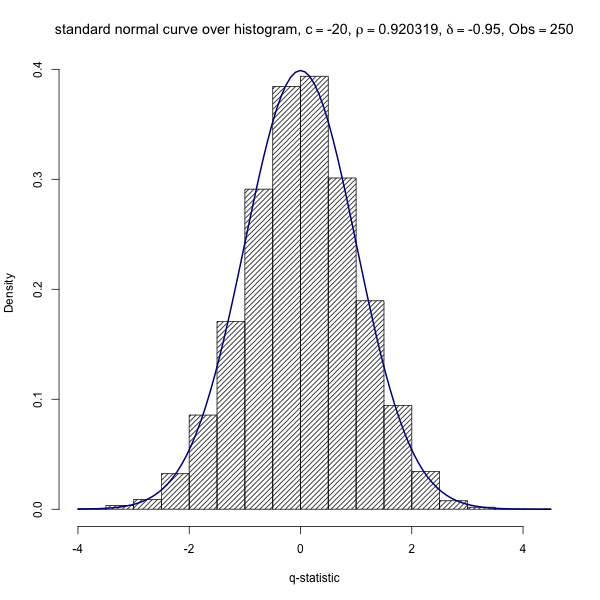 standard normal curve over histogram, c = -20, ρ = 0.920319, δ = -0.95, Obs = 250
0.4
0.3
0.2
0.1
0.0
Density
-4 -2 0 2 4
q-statistic